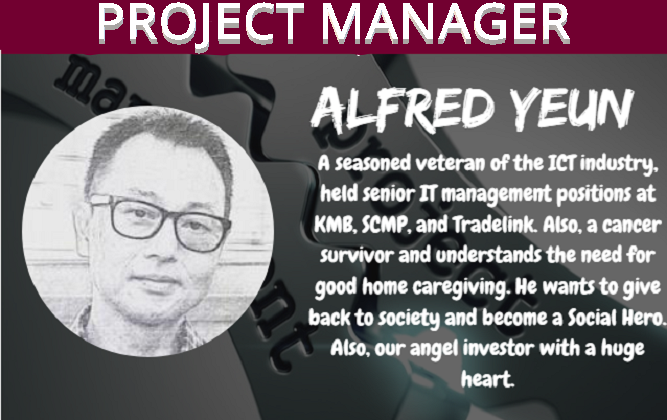 PROJECT MANAGER
ALFRED YEUN
A seasoned veteran of the ICT industry,
held senior IT management positions at
KMB, SCMP, and Tradelink. Also, a cancer
survivor and understands the need for
good home caregiving. He wants to give
back to society and become a Social Hero.
Also, our angel investor with a huge
heart.
project